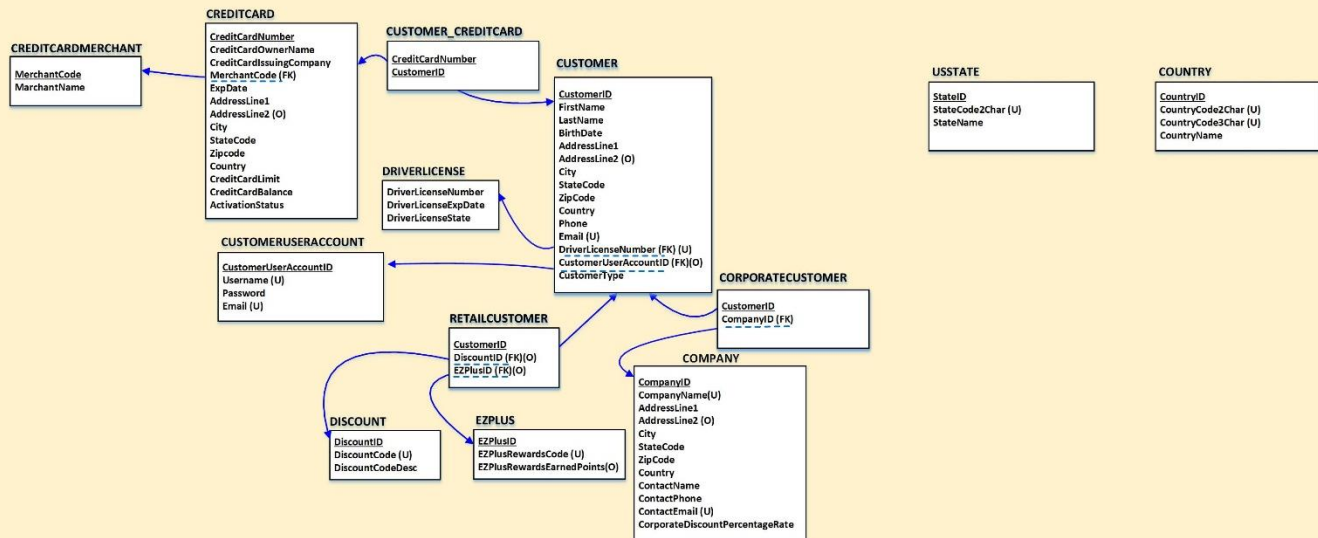 CREDITCARD
CreditCardNumber
CreditCardOwnerName
CreditCardIssuingCompany
MerchantCode (FK)
ExpDate
AddressLine1
AddressLine2 (O)
City
StateCode
Zipcode
Country
CreditCardLimit
CreditCardBalance
ActivationStatus
CREDITCARDMERCHANT
MerchantCode
MarchantName
CUSTOMER_CREDITCARD
CreditCardNumber
CustomerID
CUSTOMER
CustomerID
FirstName
LastName
BirthDate
AddressLine1
AddressLine2 (O)
City
StateCode
ZipCode
Country
Phone
Email (U)
DriverLicenseNumber (FK) (U)
CustomerUserAccountID (FK)(O)
CustomerType
USSTATE
StateID
StateCode2Char (U)
StateName
COUNTRY
CountryID
CountryCode2Char (U)
CountryCode3Char (U)
CountryName
DRIVERLICENSE
DriverLicenseNumber
DriverLicenseExpDate
DriverLicenseState
CUSTOMERUSERACCOUNT
CustomerUserAccountID
Username (U)
Password
Email (U)
CORPORATECUSTOMER
CustomerID
CompanyID (FK)
RETAILCUSTOMER
CustomerID
DiscountID (FK)(O)
EZPlusID (FK)(O)
COMPANY
CompanyID
CompanyName(U)
AddressLine1
AddressLine2 (O)
City
StateCode
ZipCode
Country
ContactName
ContactPhone
ContactEmail (U)
CorporateDiscountPercentageRate
DISCOUNT
DiscountID
DiscountCode (U)
DiscountCodeDesc
EZPLUS
EZPlusID
EZPlusRewardsCode (U)
EZPlusRewardsEarnedPoints(O)